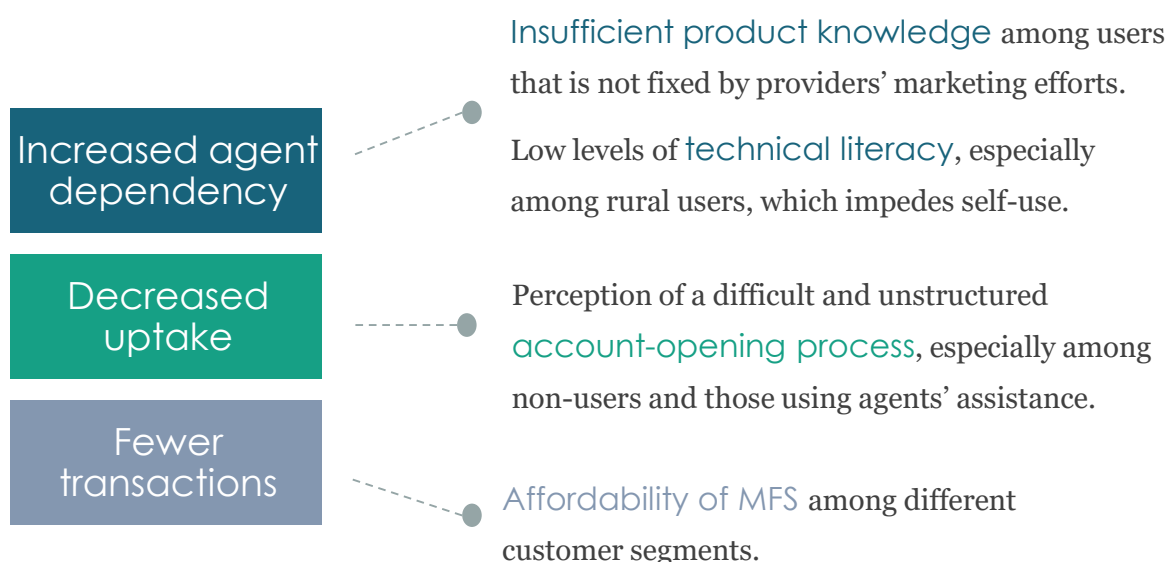 Insufficient product knowledge among users
that is not fixed by providers’ marketing efforts.
Increased agent
dependency
Low levels of technical literacy, especially
among rural users, which impedes self-use.
Decreased
uptake
Perception of a difficult and unstructured
account-opening process, especially among
non-users and those using agents’ assistance.
Fewer
transactions
Affordability of MFS among different
customer segments.